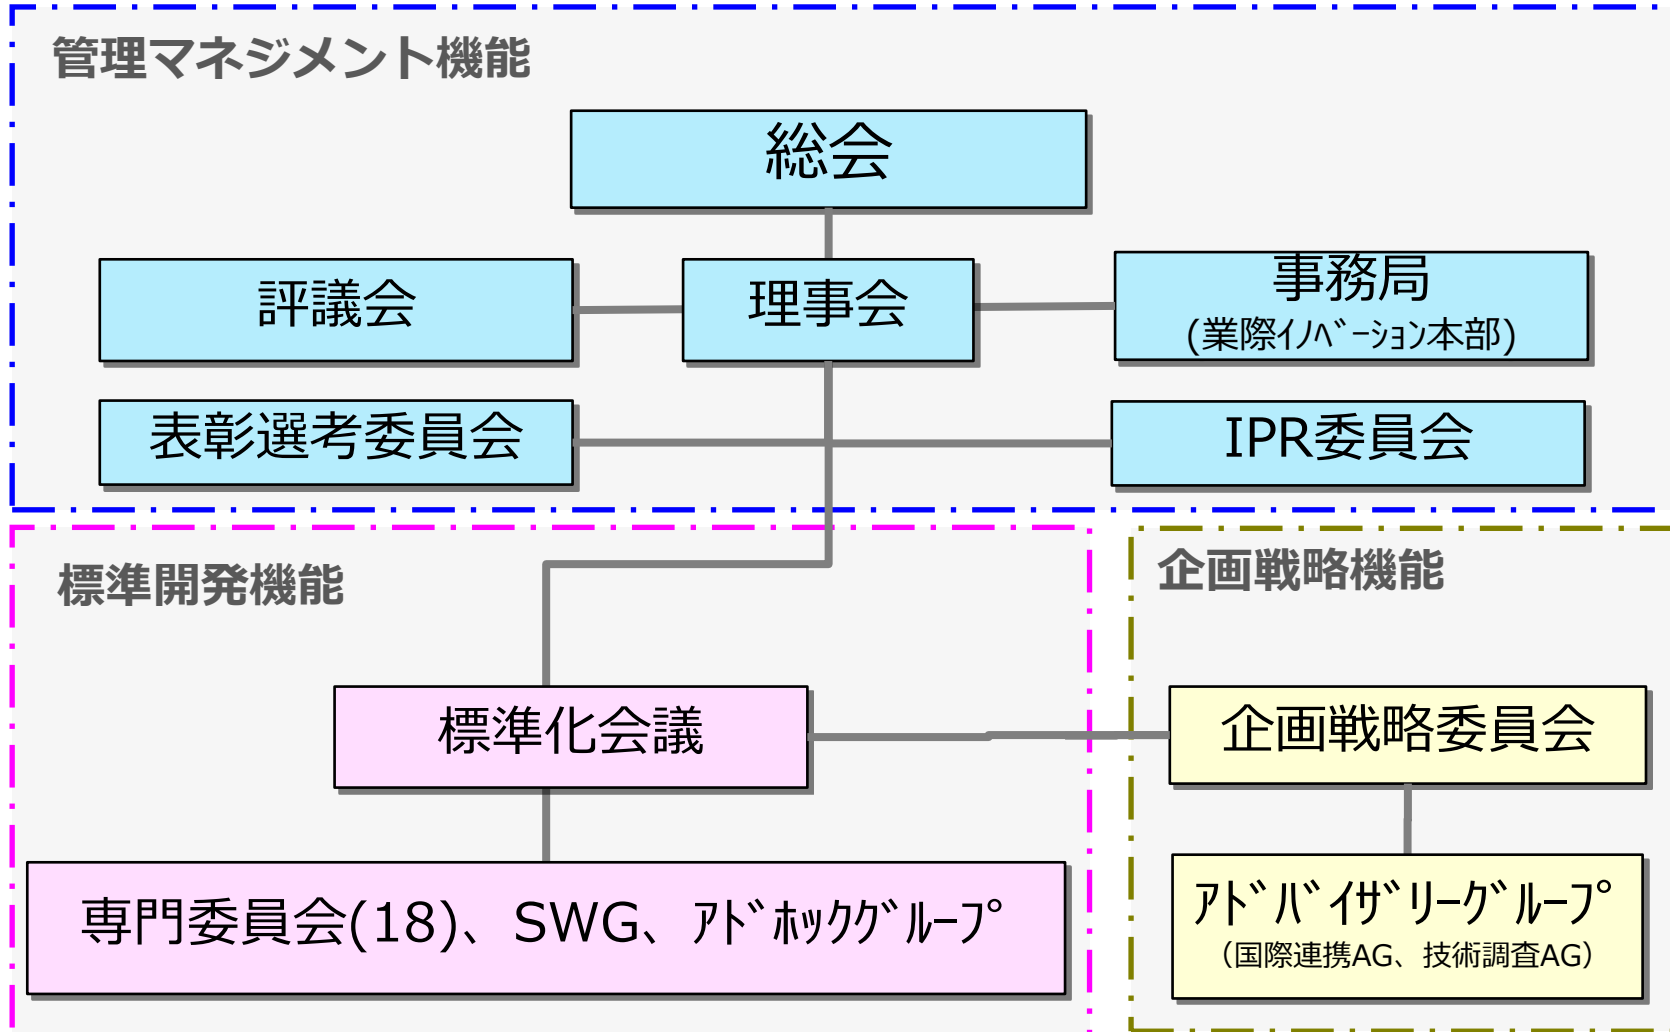 管理マネジメント機能
総会
評議会
理事会
事務局
(業際ｲﾉﾍﾞｰｼｮﾝ本部)
表彰選考委員会
IPR委員会
標準開発機能
企画戦略機能
標準化会議
企画戦略委員会
専門委員会(18)、SWG、ｱﾄﾞﾎｯｸｸﾞﾙｰﾌﾟ
ｱﾄﾞﾊﾞｲｻﾞﾘｰｸﾞﾙｰﾌﾟ
（国際連携AG、技術調査AG）